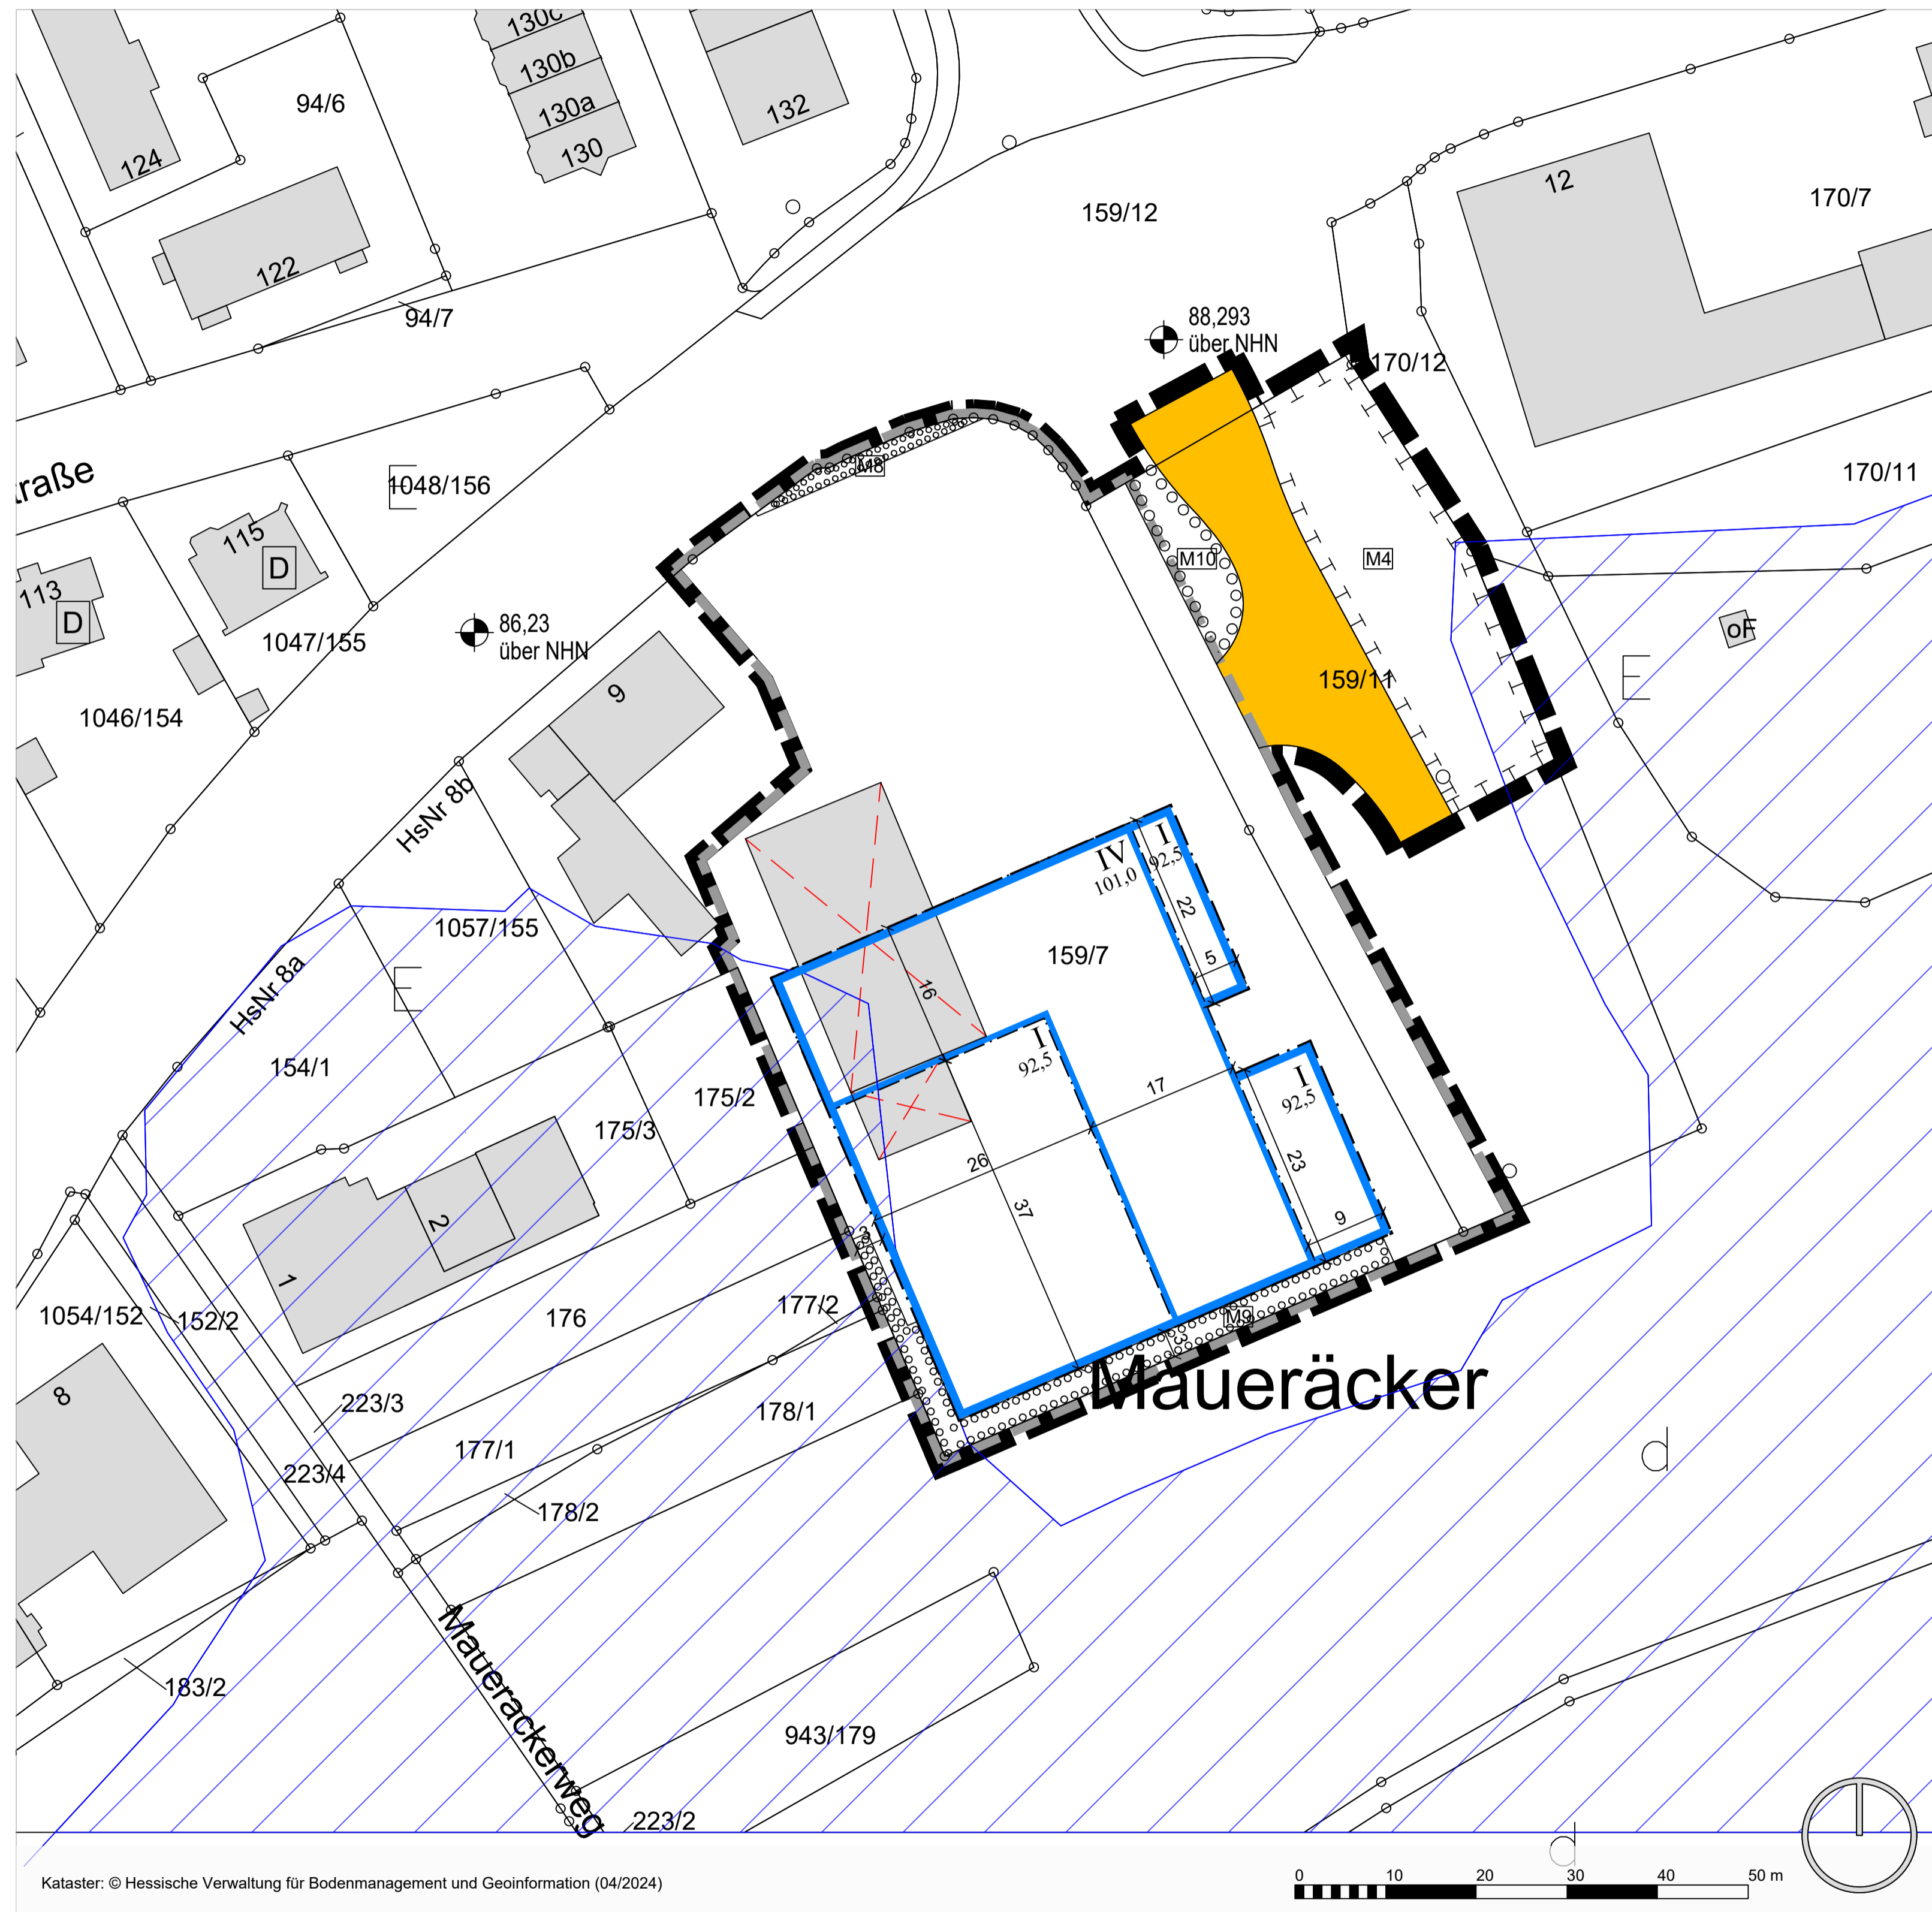 130c
130b
130a
130
132
124
94/6
122
94/7
159/12
12
170/7
88,293
über NHN
170/12
170/11
traße
1048/156
E
115
D
113
D
1047/155
86,23
über NHN
1046/154
M8
M10
M4
159/11
oF
E
9
HsNr 8b
HsNr 8a
1057/155
E
154/1
175/2
175/3
IV
101,0
I
92,5
22
5
159/7
16
I
92,5
17
I
92,5
26
37
23
9
3
3
M9
1
2
176
177/2
1054/152
152/2
8
223/3
177/1
223/4
178/1
178/2
Maueräcker
d
183/2
Mauerackerweg
943/179
223/2
d
Kataster: © Hessische Verwaltung für Bodenmanagement und Geoinformation (04/2024)
0 10 20 30 40 50 m